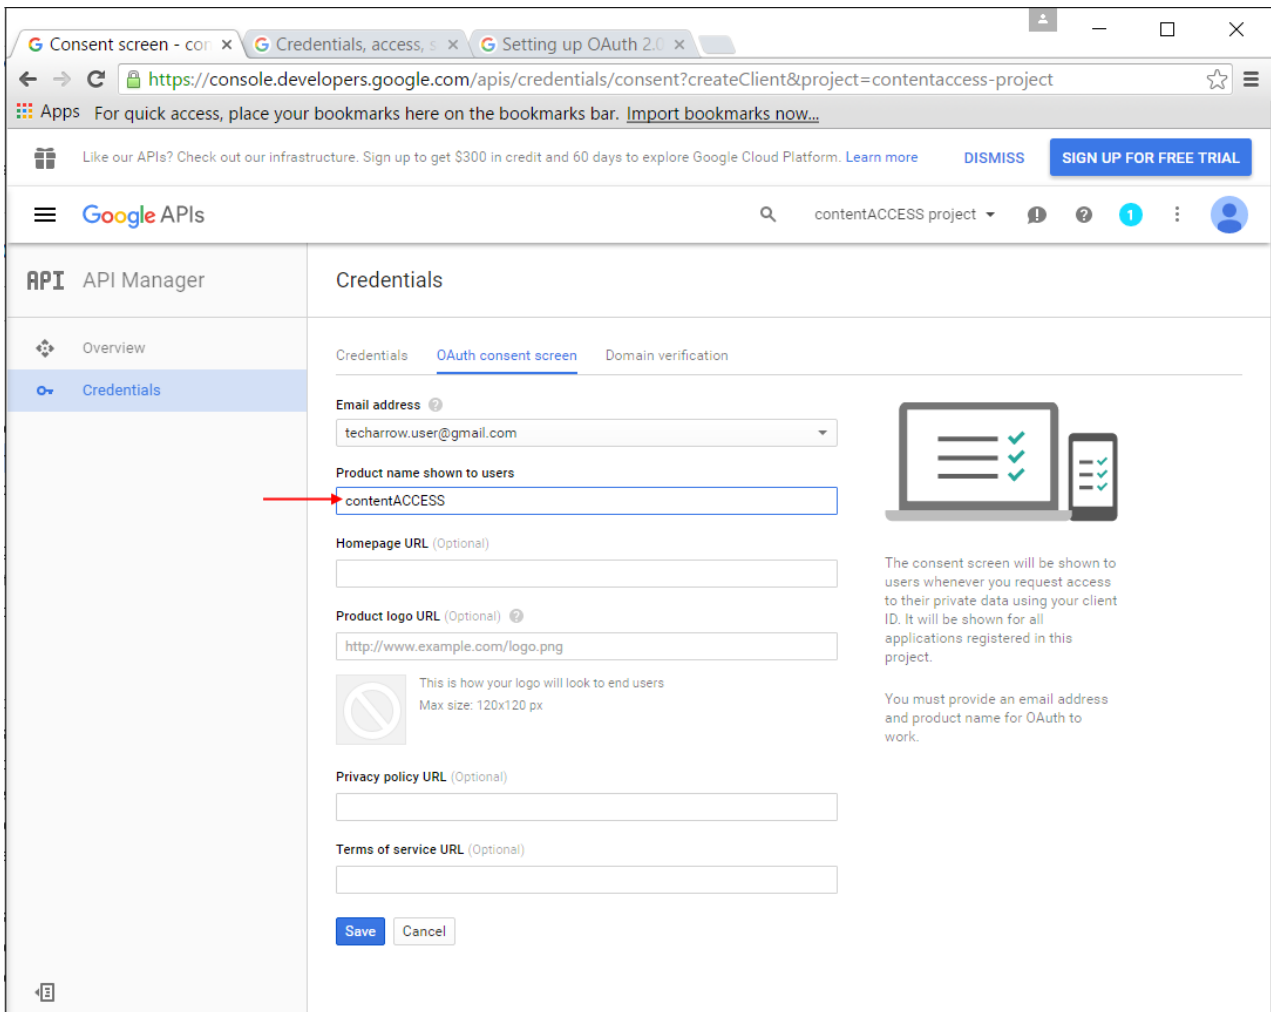 Consent screen - con
Credentials, access, s
Setting up OAuth 2.0
https://console.developers.google.com/apis/credentials/consent?createClient&project=contentaccess-project
Apps For quick access, place your bookmarks here on the bookmarks bar. Import bookmarks now...
Like our APIs? Check out our infrastructure. Sign up to get $300 in credit and 60 days to explore Google Cloud Platform. Learn more DISMISS SIGN UP FOR FREE TRIAL
Google APIs contentACCESS project 1
API API Manager
Credentials
Overview
Credentials
Credentials OAuth consent screen Domain verification
Email address
techarrow.user@gmail.com
Product name shown to users
contentACCESS
Homepage URL (Optional)
Product logo URL (Optional)
http://www.example.com/logo.png
This is how your logo will look to end users
Max size: 120x120 px
Privacy policy URL (Optional)
Terms of service URL (Optional)
Save Cancel
The consent screen will be shown to
users whenever you request access
to their private data using your client
ID. It will be shown for all
applications registered in this
project.
You must provide an email address
and product name for OAuth to
work.